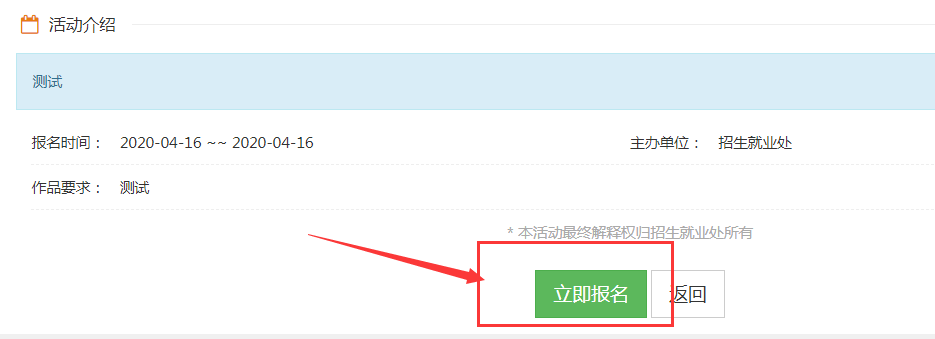 活动介绍
测试
报名时间： 2020-04-16 ~~ 2020-04-16 主办单位： 招生就业处
作品要求： 测试
* 本活动最终解释权归招生就业处所有
立即报名 返回